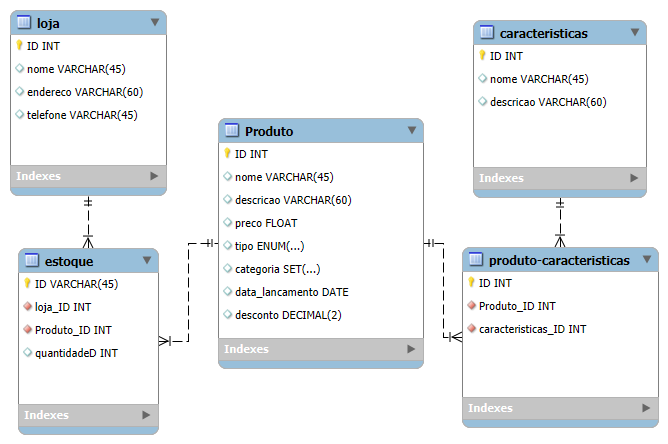 loja
ID INT
nome VARCHAR(45)
endereco VARCHAR(60)
telefone VARCHAR(45)
Indexes
caracteristicas
ID INT
nome VARCHAR(45)
descricao VARCHAR(60)
Indexes
Produto
ID INT
nome VARCHAR(45)
descricao VARCHAR(60)
preco FLOAT
tipo ENUM(...)
categoria SET(...)
data_lancamento DATE
desconto DECIMAL(2)
Indexes
estoque
ID VARCHAR(45)
loja_ID INT
Produto_ID INT
quantidadeD INT
Indexes
produto-caracteristicas
ID INT
Produto_ID INT
caracteristicas_ID INT
Indexes